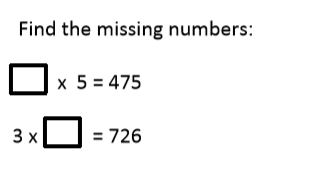 Find the missing numbers:
□ x 5 = 475
3 x □ = 726